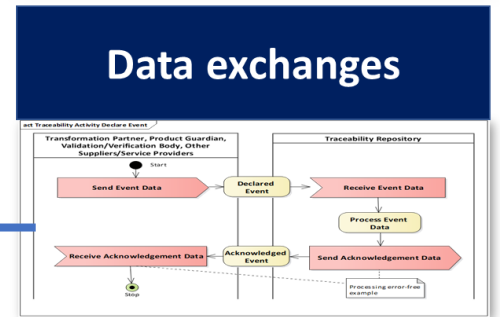 Data exchanges
act Traceability Activity Declare Event
Transformation Partner, Product Guardian,
Validation/Verification Body, Other
Suppliers/Service Providers
Traceability Repository
Start
Send Event Data
Declared
Event
Receive Event Data
Process Event
Data
Receive Acknowledgement Data
Acknowledged
Event
Send Acknowledgement Data
Processing error-free
example
Stop